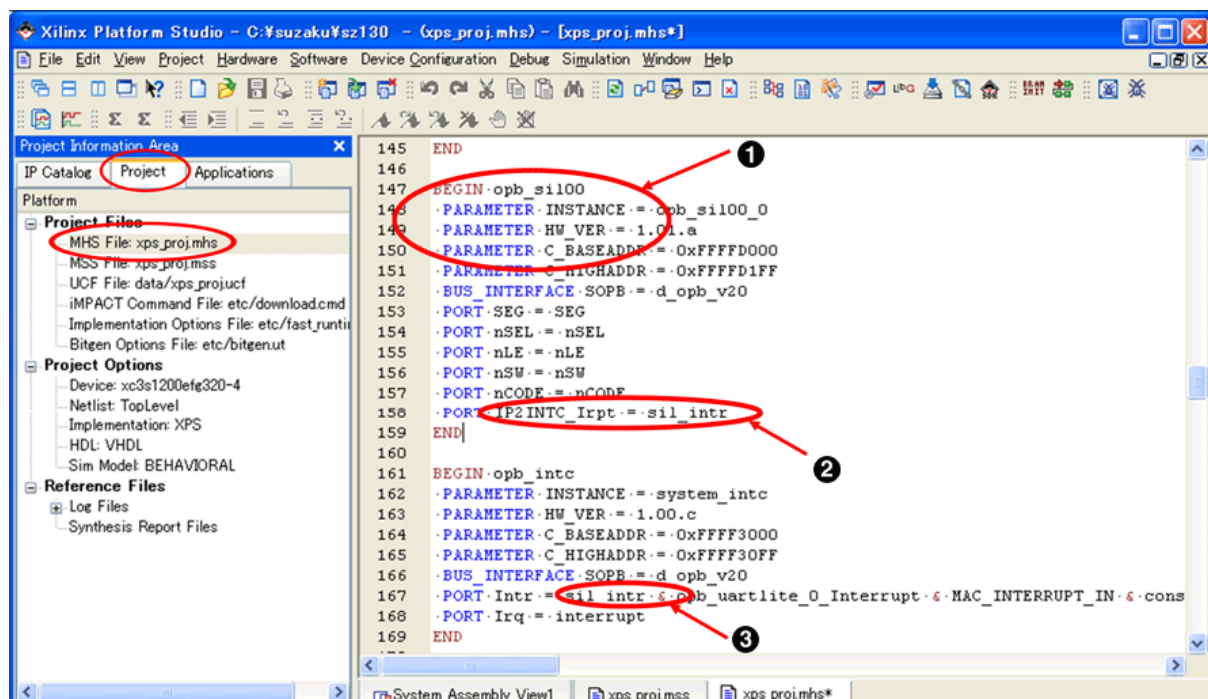 Xilinx Platform Studio - C:¥suzaku¥sz130 - (xps_proj.mhs) - [xps_proj.mhs*]
File Edit View Project Hardware Software Device Configuration Debug Simulation Window Help
Project Information Area
IP Catalog Project Applications
Platform
Project Files
MHS File: xps_proj.mhs
MSS File: xps_proj.mss
UCF File: data/xps_proj.ucf
iMPACT Command File: etc/download.cmd
Implementation Options File: etc/fast_runti
Bitgen Options File: etc/bitgen.ut
Project Options
Device: xc3s1200efg320-4
Netlist: TopLevel
Implementation: XPS
HDL: VHDL
Sim Model: BEHAVIORAL
Reference Files
Log Files
Synthesis Report Files
145 END
146
147 BEGIN·opb_sil00
148 ·PARAMETER·INSTANCE·=·opb_sil00_0
149 ·PARAMETER·HW_VER·=·1.01.a
150 ·PARAMETER·C_BASEADDR·=·0xFFFFD000
151 ·PARAMETER·C_HIGHADDR·=·0xFFFFD1FF
152 ·BUS_INTERFACE·SOPB·=·d_opb_v20
153 ·PORT·SEG·=·SEG
154 ·PORT·nSEL·=·nSEL
155 ·PORT·nLE·=·nLE
156 ·PORT·nSW·=·nSW
157 ·PORT·nCODE·=·nCODE
158 ·PORT·IP2INTC_Irpt·=·sil_intr
159 END
160
161 BEGIN·opb_intc
162 ·PARAMETER·INSTANCE·=·system_intc
163 ·PARAMETER·HW_VER·=·1.00.c
164 ·PARAMETER·C_BASEADDR·=·0xFFFF3000
165 ·PARAMETER·C_HIGHADDR·=·0xFFFF30FF
166 ·BUS_INTERFACE·SOPB·=·d_opb_v20
167 ·PORT·Intr·=·sil_intr·&·opb_uartlite_0_Interrupt·&·MAC_INTERRUPT_IN·&·cons
168 ·PORT·Irq·=·interrupt
169 END
❶
❷
❸
System Assembly View1 xps_proj.mss xps_proj.mhs*